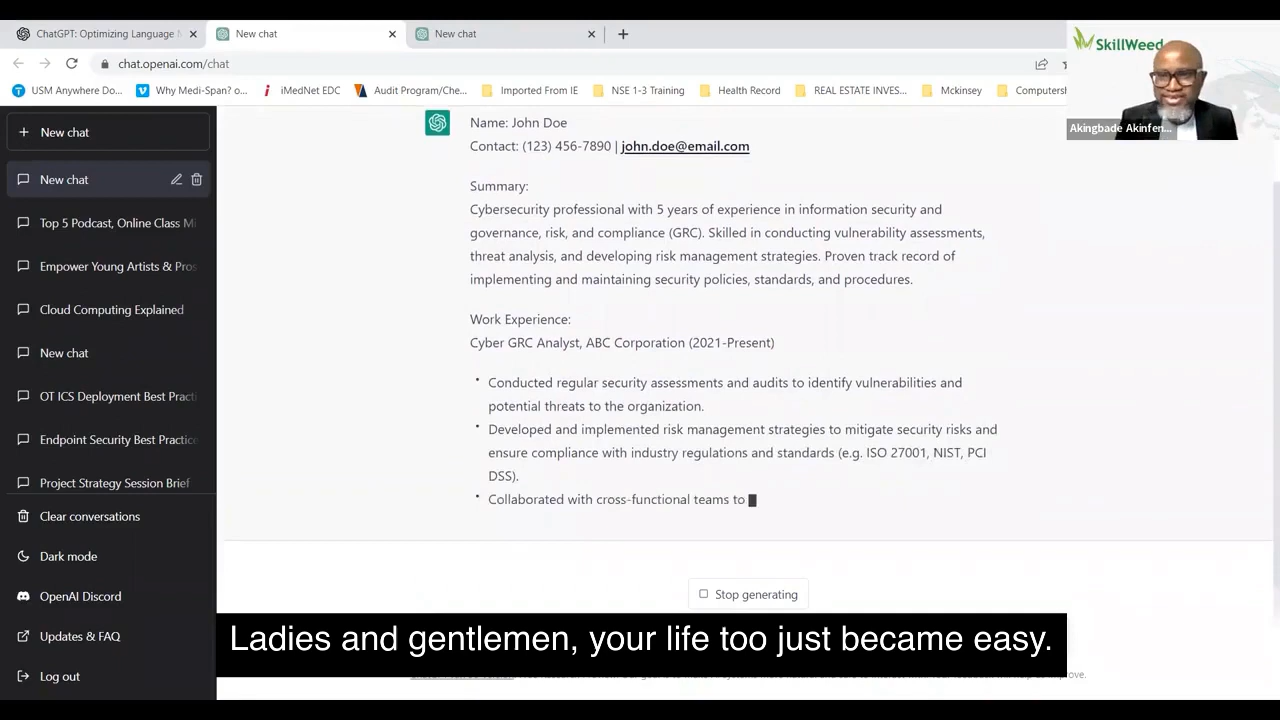 ChatGPT: Optimizing Language
New chat
New chat
SkillWeed
chat.openai.com/chat
USM Anywhere Do...
Why Medi-Span? o...
iMedNet EDC
Audit Program/Che...
Imported From IE
NSE 1-3 Training
Health Record
REAL ESTATE INVES...
Mckinsey
Computersh
Akingbade Akinfen...
New chat
New chat
Top 5 Podcast, Online Class Mi
Empower Young Artists & Pros
Cloud Computing Explained
New chat
OT ICS Deployment Best Practi
Endpoint Security Best Practice
Project Strategy Session Brief
Clear conversations
Dark mode
OpenAI Discord
Updates & FAQ
Log out
Name: John Doe
Contact: (123) 456-7890 | john.doe@email.com
Summary:
Cybersecurity professional with 5 years of experience in information security and
governance, risk, and compliance (GRC). Skilled in conducting vulnerability assessments,
threat analysis, and developing risk management strategies. Proven track record of
implementing and maintaining security policies, standards, and procedures.
Work Experience:
Cyber GRC Analyst, ABC Corporation (2021-Present)
• Conducted regular security assessments and audits to identify vulnerabilities and
potential threats to the organization.
• Developed and implemented risk management strategies to mitigate security risks and
ensure compliance with industry regulations and standards (e.g. ISO 27001, NIST, PCI
DSS).
• Collaborated with cross-functional teams to
Stop generating
Ladies and gentlemen, your life too just became easy.